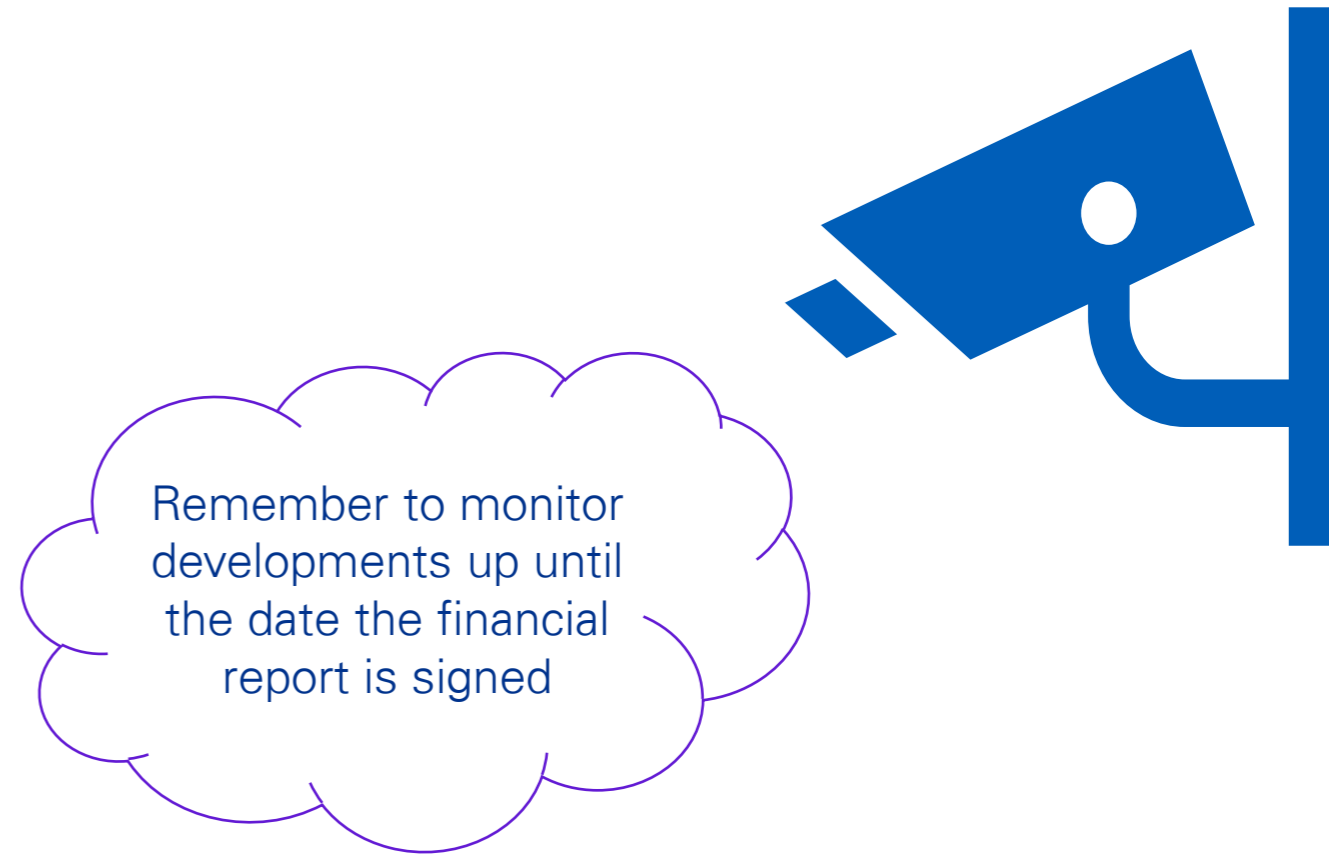 Remember to monitor
developments up until
the date the financial
report is signed